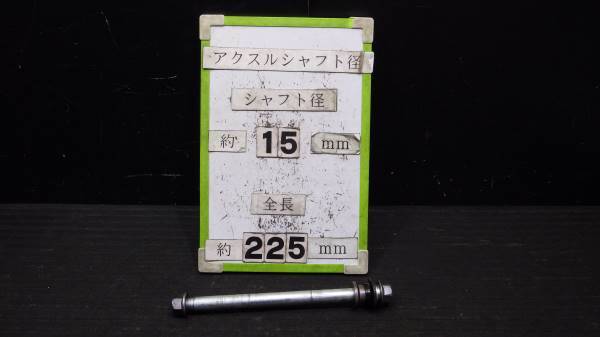 アクスルシャフト径
シャフト径
約 15 mm
全長
約 225 mm